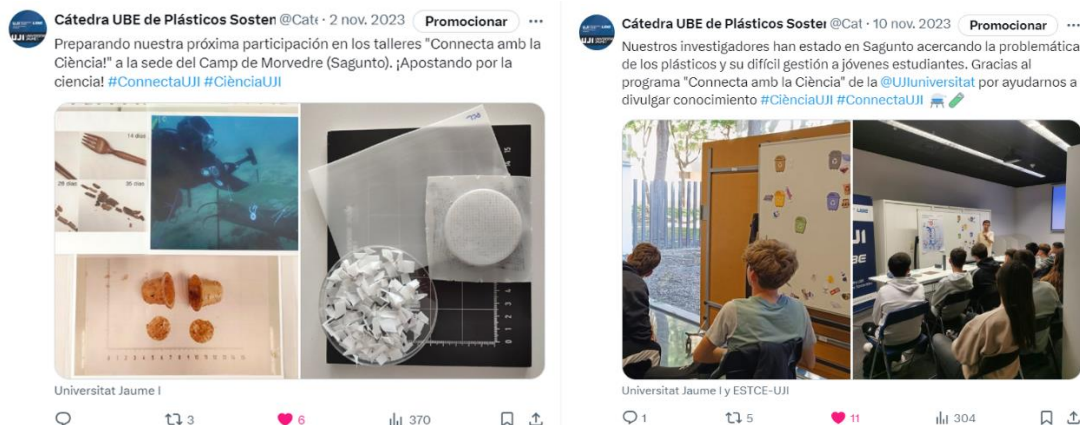 Cátedra UBE de Plásticos Sosten @Cat · 2 nov. 2023 Promocionar ···
Preparando nuestra próxima participación en los talleres "Connecta amb la
Ciència!" a la sede del Camp de Morvedre (Sagunto). ¡Apostando por la
ciencia! #ConnectaUJI #CiènciaUJI
14 días
28 días
35 días
PCL
Universitat Jaume I
3
6
370
Cátedra UBE de Plásticos Sosten @Cat · 10 nov. 2023 Promocionar ···
Nuestros investigadores han estado en Sagunto acercando la problemática
de los plásticos y su difícil gestión a jóvenes estudiantes. Gracias al
programa "Connecta amb la Ciència" de la @UJIuniversitat por ayudarnos a
divulgar conocimiento #CiènciaUJI #ConnectaUJI
UJI
UBE
Universitat Jaume I y ESTCE-UJI
1
5
11
304